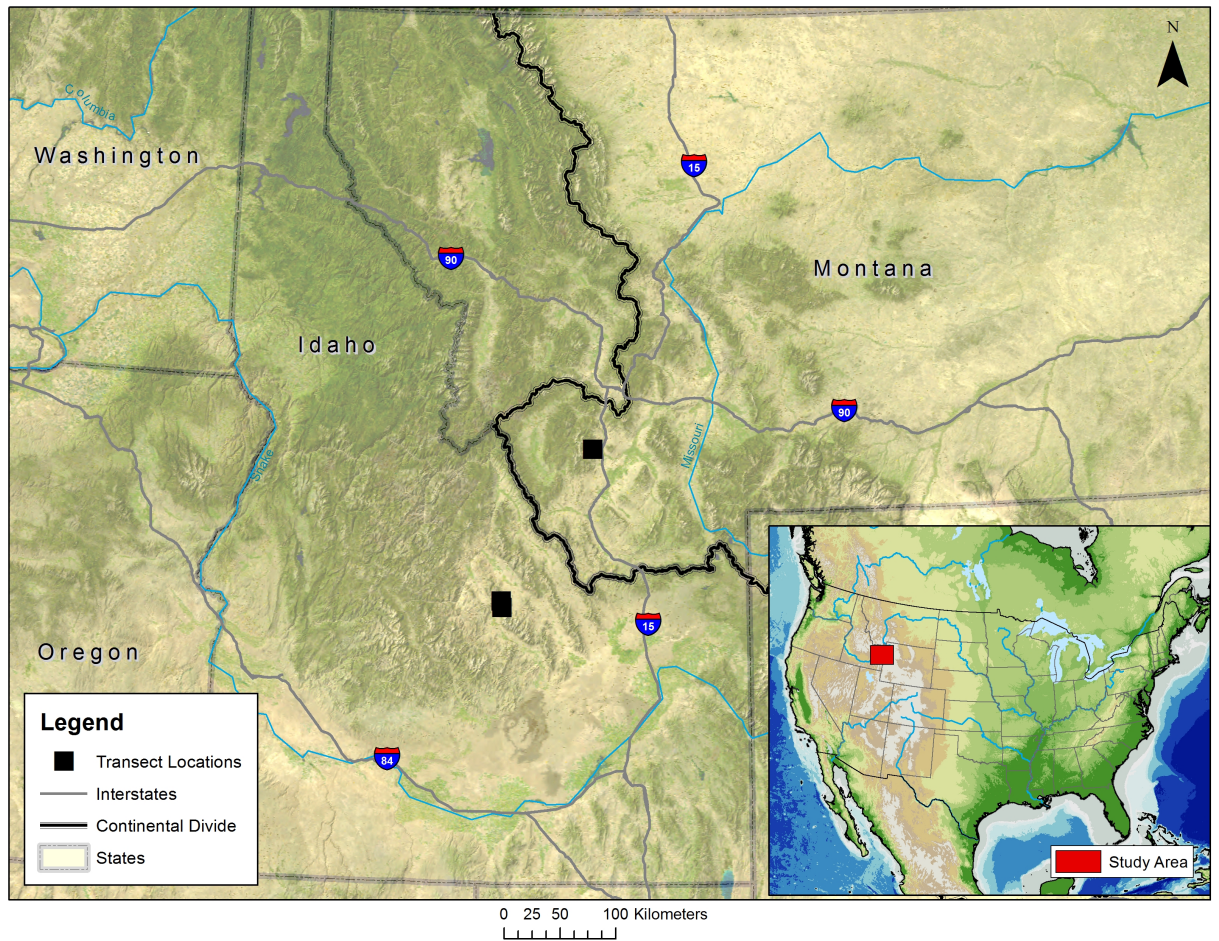 N
Columbia
Washington
15
Montana
90
Idaho
90
Missouri
Snake
15
Oregon
84
Legend
Transect Locations
Interstates
Continental Divide
States
Study Area
0 25 50 100 Kilometers